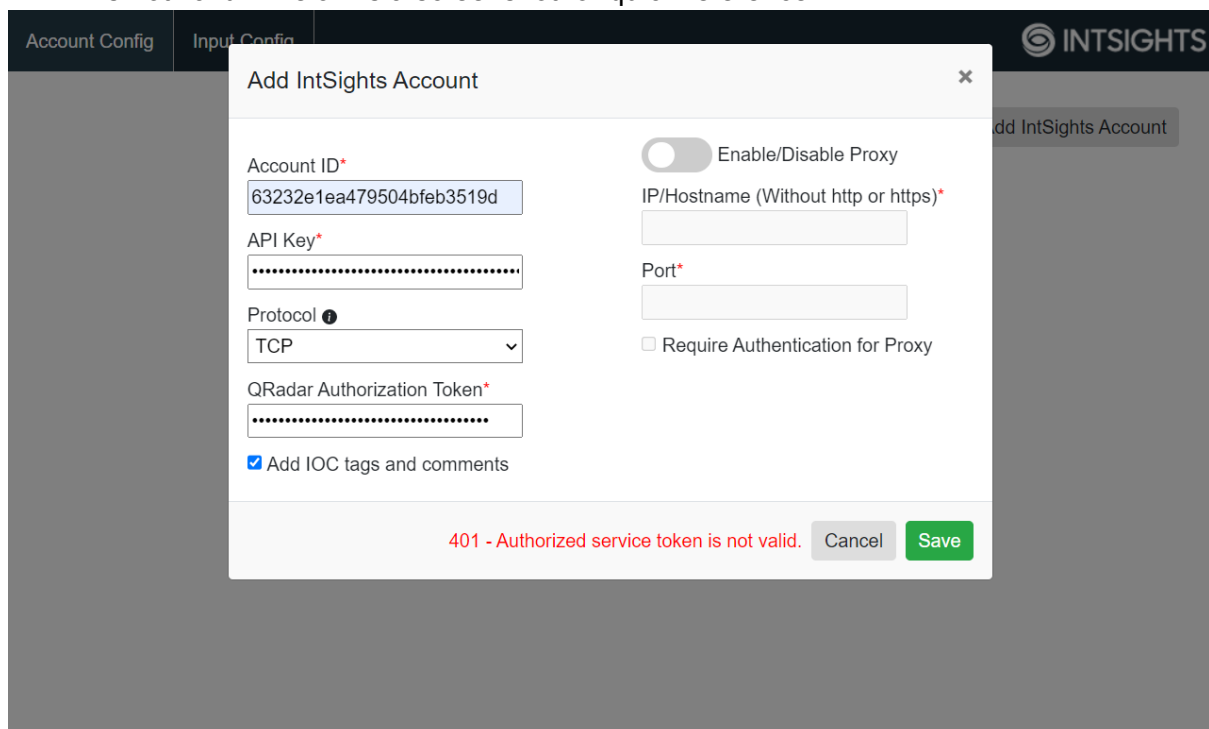 Account Config
Input Config
INTSIGHTS
Add IntSights Account
×
dd IntSights Account
Account ID*
63232e1ea479504bfeb3519d
API Key*
Protocol
TCP
QRadar Authorization Token*
Add IOC tags and comments
Enable/Disable Proxy
IP/Hostname (Without http or https)*
Port*
Require Authentication for Proxy
401 - Authorized service token is not valid.
Cancel
Save